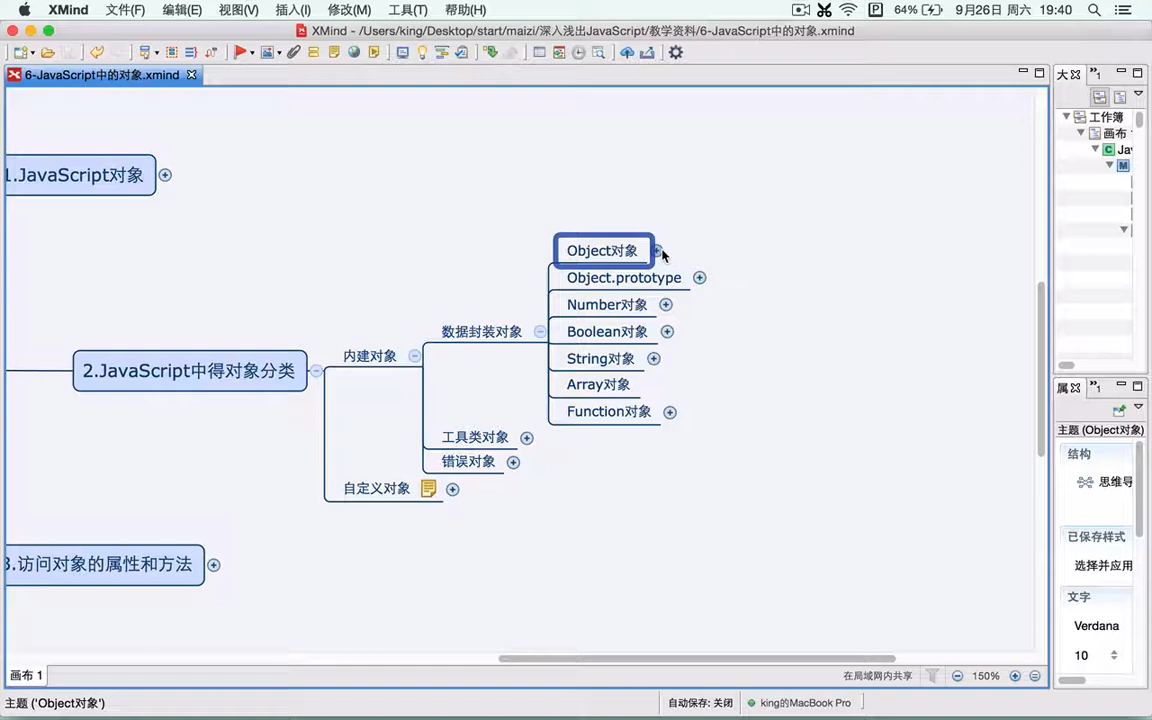 XMind 文件(F) 编辑(E) 视图(V) 插入(I) 修改(M) 工具(T) 帮助(H) P 64% 9月26日 周六 19:40
XMind - /Users/king/Desktop/start/maizi/深入浅出JavaScript/教学资料/6-JavaScript中的对象.xmind
6-JavaScript中的对象.xmind
大
1
工作簿
画布
C Jav
M
1.JavaScript对象
Object对象
Object.prototype
Number对象
Boolean对象
String对象
Array对象
Function对象
数据封装对象
内建对象
2.JavaScript中得对象分类
工具类对象
错误对象
自定义对象
3.访问对象的属性和方法
属
1
主题 (Object对象)
结构
思维导
已保存样式
选择并应用
文字
Verdana
10
画布 1
在局域网内共享
150%
主题 ('Object对象')
自动保存: 关闭
king的MacBook Pro